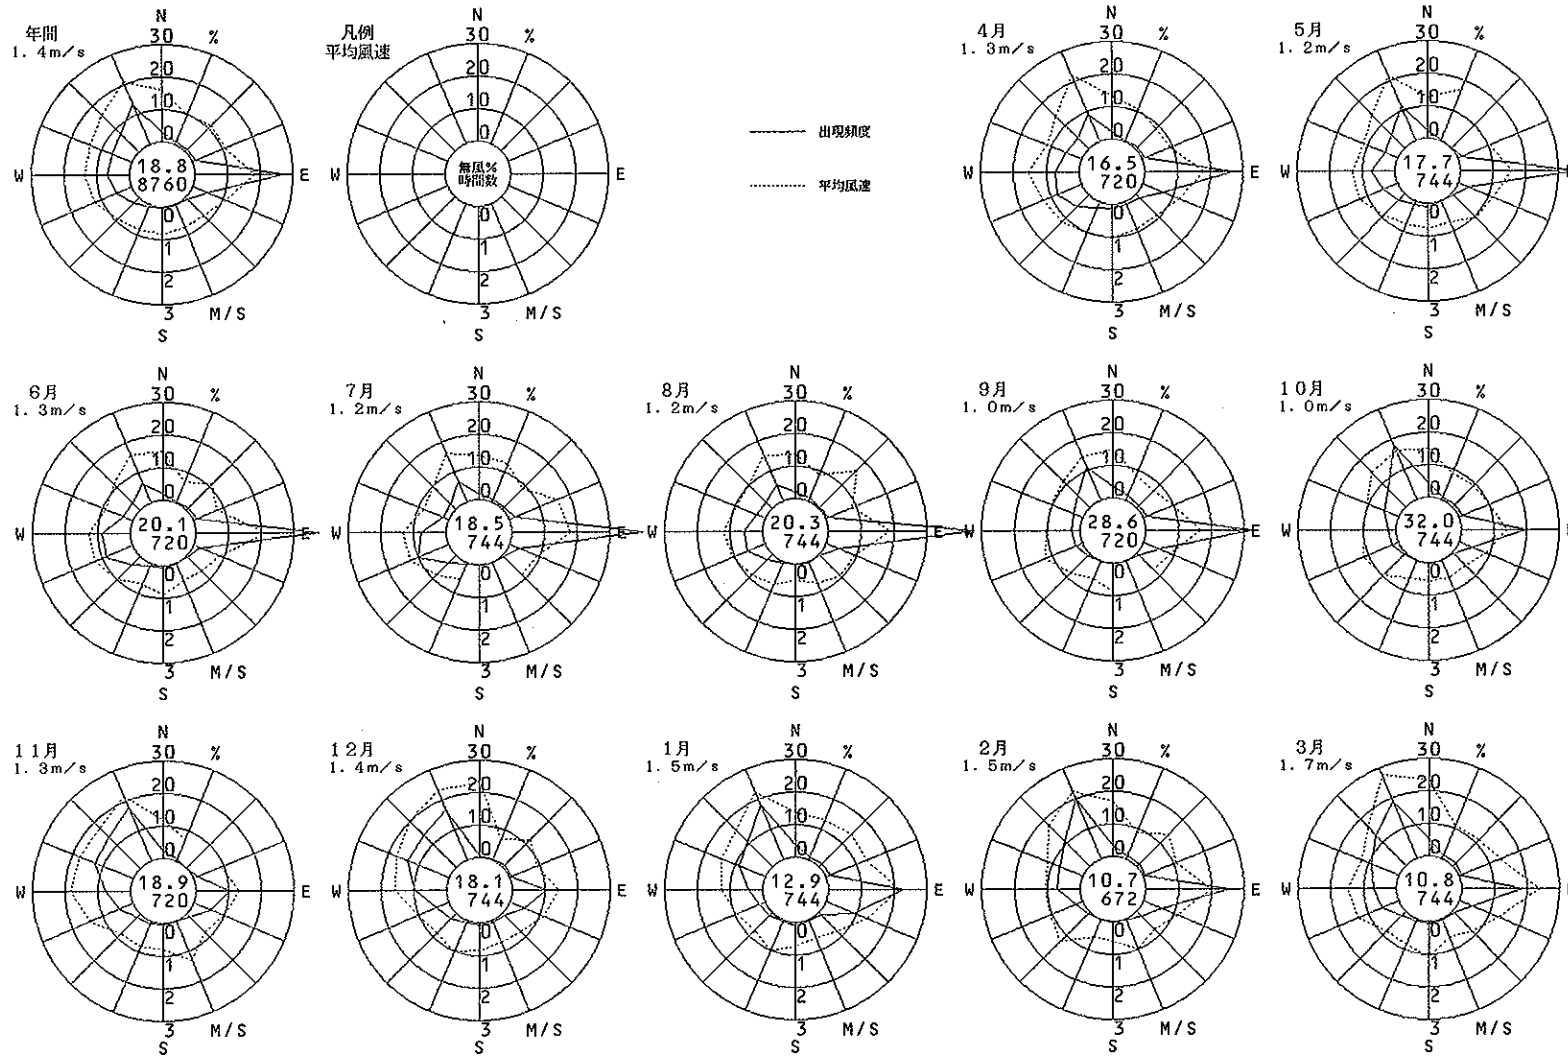 年間
1.4m/s
N
30 %
20
10
0
18.8
8760
W
E
0
1
2
3 M/S
S
凡例
平均風速
N
30 %
20
10
0
無風%
時間数
W
E
0
1
2
3 M/S
S
出現頻度
平均風速
4月
1.3m/s
N
30 %
20
10
0
16.5
720
W
E
0
1
2
3 M/S
S
5月
1.2m/s
N
30 %
20
10
0
17.7
744
W
0
1
2
3 M/S
S
6月
1.3m/s
N
30 %
20
10
0
20.1
720
W
E
0
1
2
3 M/S
S
7月
1.2m/s
N
30 %
20
10
0
18.5
744
W
E
0
1
2
3 M/S
S
8月
1.2m/s
N
30 %
20
10
0
20.3
744
W
E
0
1
2
3 M/S
S
9月
1.0m/s
N
30 %
20
10
0
28.6
720
W
E
0
1
2
3 M/S
S
10月
1.0m/s
N
30 %
20
10
0
32.0
744
W
E
0
1
2
3 M/S
S
11月
1.3m/s
N
30 %
20
10
0
18.9
720
W
E
0
1
2
3 M/S
S
12月
1.4m/s
N
30 %
20
10
0
18.1
744
W
E
0
1
2
3 M/S
S
1月
1.5m/s
N
30 %
20
10
0
12.9
744
W
E
0
1
2
3 M/S
S
2月
1.5m/s
N
30 %
20
10
0
10.7
672
W
E
0
1
2
3 M/S
S
3月
1.7m/s
N
30 %
20
10
0
10.8
744
W
E
0
1
2
3 M/S
S